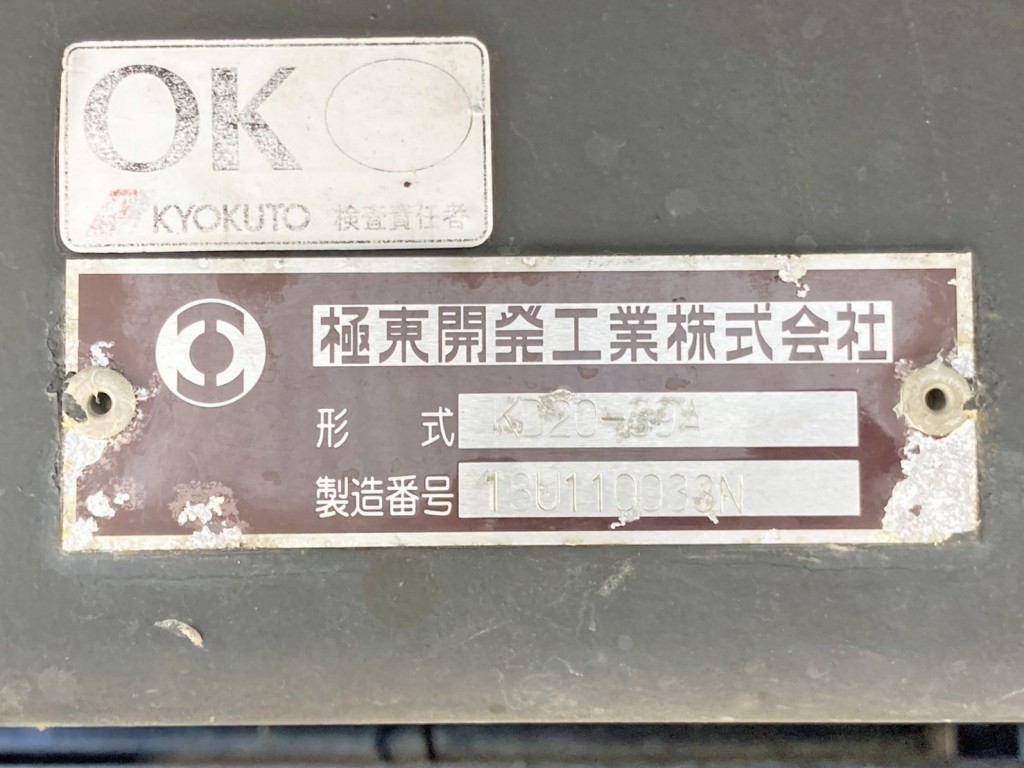 OK
KYOKUTO 検査責任者
極東開発工業株式会社
形 式
製造番号 13U110033N